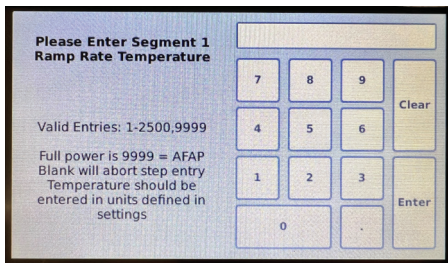 Please Enter Segment 1
Ramp Rate Temperature
Valid Entries: 1-2500,9999
Full power is 9999 = AFAP
Blank will abort step entry
Temperature should be
entered in units defined in
settings
7 8 9
Clear
4 5 6
1 2 3
Enter
0 .